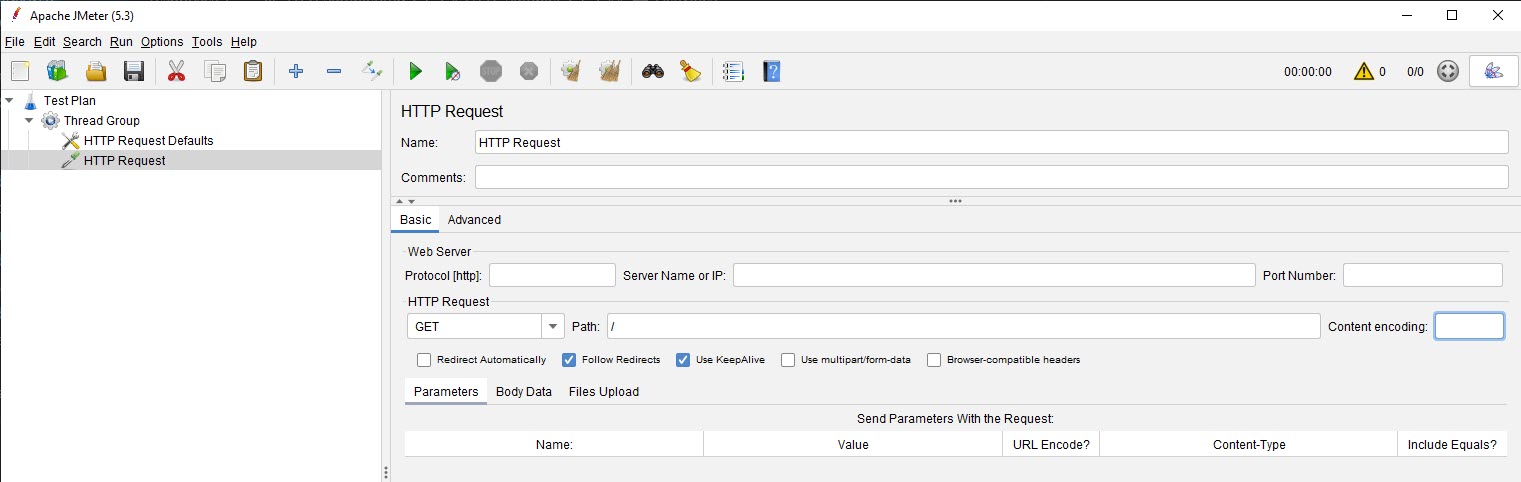 Apache JMeter (5.3)
File Edit Search Run Options Tools Help
STOP 00:00:00 0 0/0
Test Plan
Thread Group
HTTP Request Defaults
HTTP Request
HTTP Request
Name: HTTP Request
Comments:
Basic Advanced
Web Server
Protocol [http]: Server Name or IP: Port Number:
HTTP Request
GET Path: / Content encoding:
Redirect Automatically Follow Redirects Use KeepAlive Use multipart/form-data Browser-compatible headers
Parameters Body Data Files Upload
Send Parameters With the Request:
Name: Value URL Encode? Content-Type Include Equals?